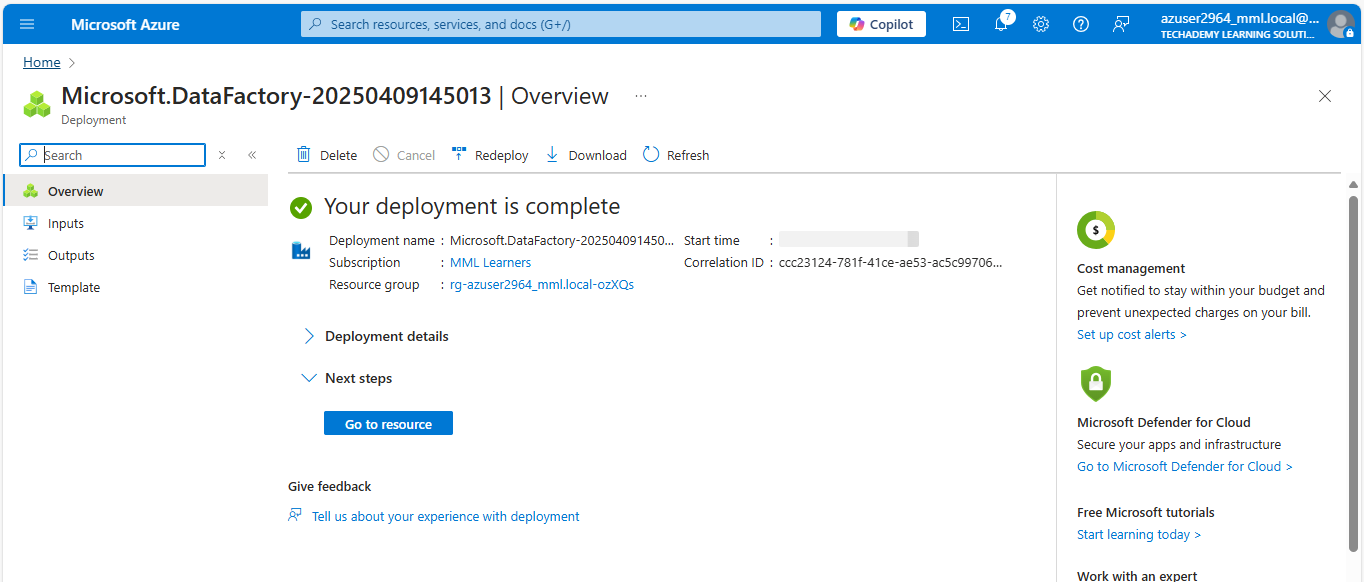 Microsoft Azure
Search resources, services, and docs (G+/)
Copilot
7
azuser2964_mml.local@...
TECHADEMY LEARNING SOLUTI...
Home >
Microsoft.DataFactory-20250409145013 | Overview ...
Deployment
Search
Overview
Inputs
Outputs
Template
Delete
Cancel
Redeploy
Download
Refresh
Your deployment is complete
Deployment name : Microsoft.DataFactory-202504091450...
Subscription : MML Learners
Resource group : rg-azuser2964_mml.local-ozXQs
Start time :
Correlation ID : ccc23124-781f-41ce-ae53-ac5c99706...
Deployment details
Next steps
Go to resource
Give feedback
Tell us about your experience with deployment
$
Cost management
Get notified to stay within your budget and
prevent unexpected charges on your bill.
Set up cost alerts >
Microsoft Defender for Cloud
Secure your apps and infrastructure
Go to Microsoft Defender for Cloud >
Free Microsoft tutorials
Start learning today >
Work with an expert